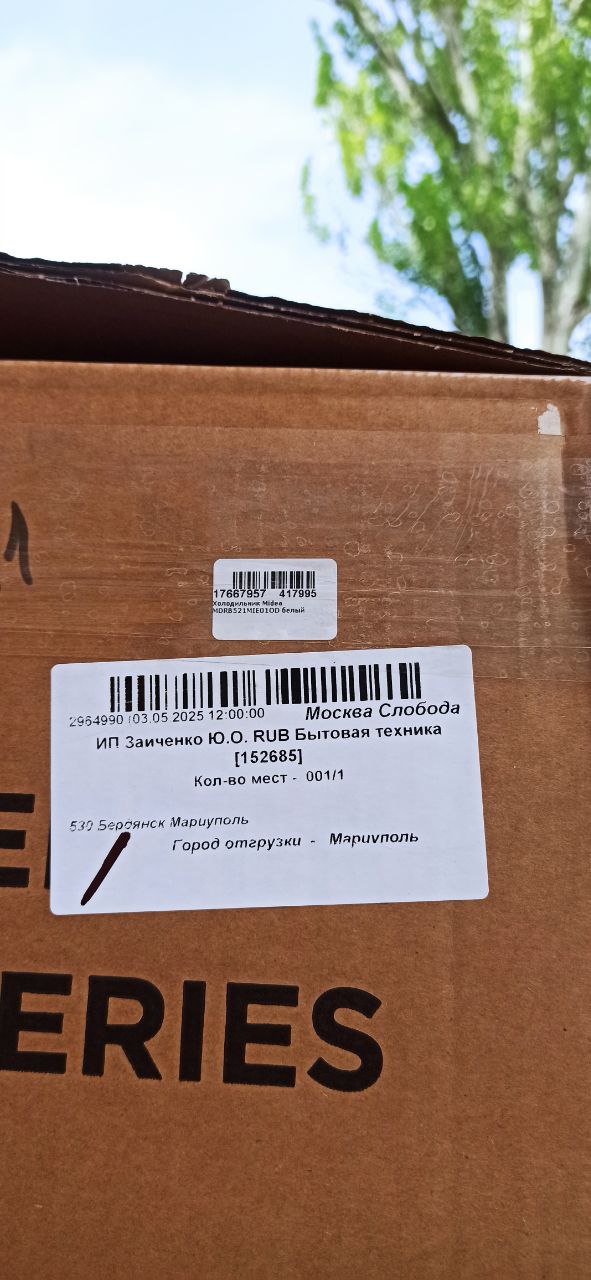 1
17667957 417995
Холодильник Midea
MDRB521MIE01OD белый
2964990 03.05.2025 12:00:00 Москва Слобода
ИП Заиченко Ю.О. RUB Бытовая техника
[152685]
Кол-во мест - 001/1
530 Бердянск Мариуполь
Город отгрузки - Мариуполь
E
ERIES